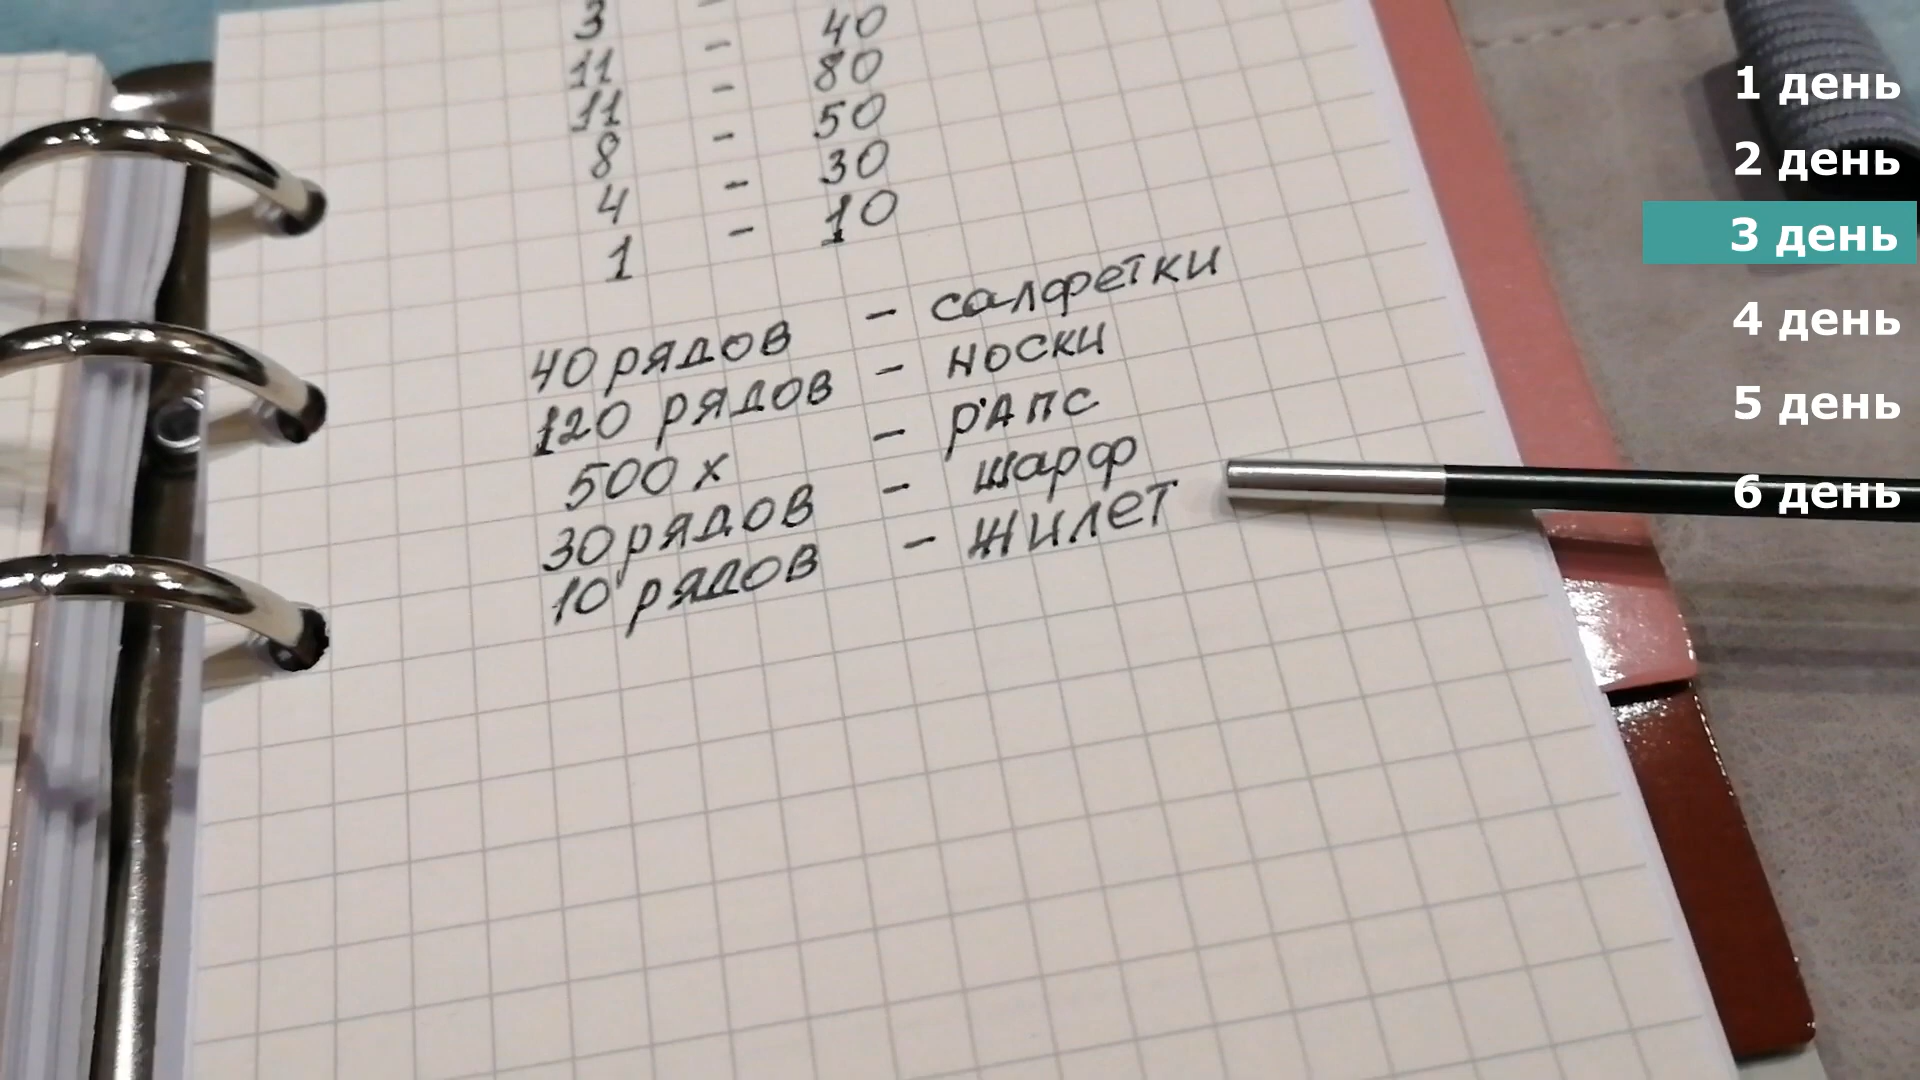 3 -
11 - 40
11 - 80
8 - 50
4 - 30
1 - 10
40 рядов - салфетки
120 рядов - носки
500 х - рАпс
30 рядов - шарф
10 рядов - жилет
1 день
2 день
3 день
4 день
5 день
6 день